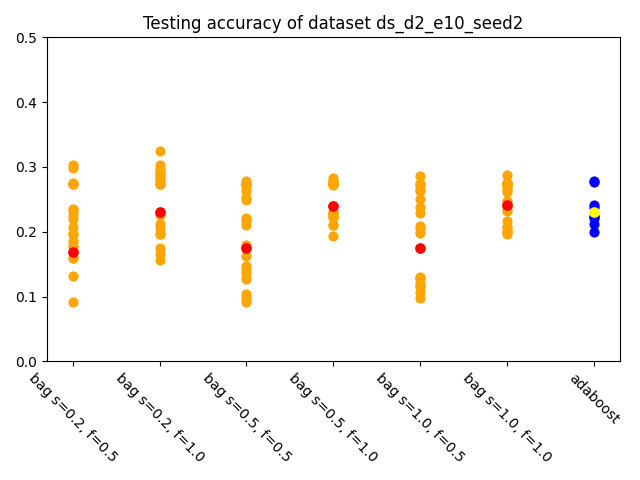 Testing accuracy of dataset ds_d2_e10_seed2
0.5
0.4
0.3
0.2
0.1
0.0
bag s=0.2, f=0.5
bag s=0.2, f=1.0
bag s=0.5, f=0.5
bag s=0.5, f=1.0
bag s=1.0, f=0.5
bag s=1.0, f=1.0
adaboost